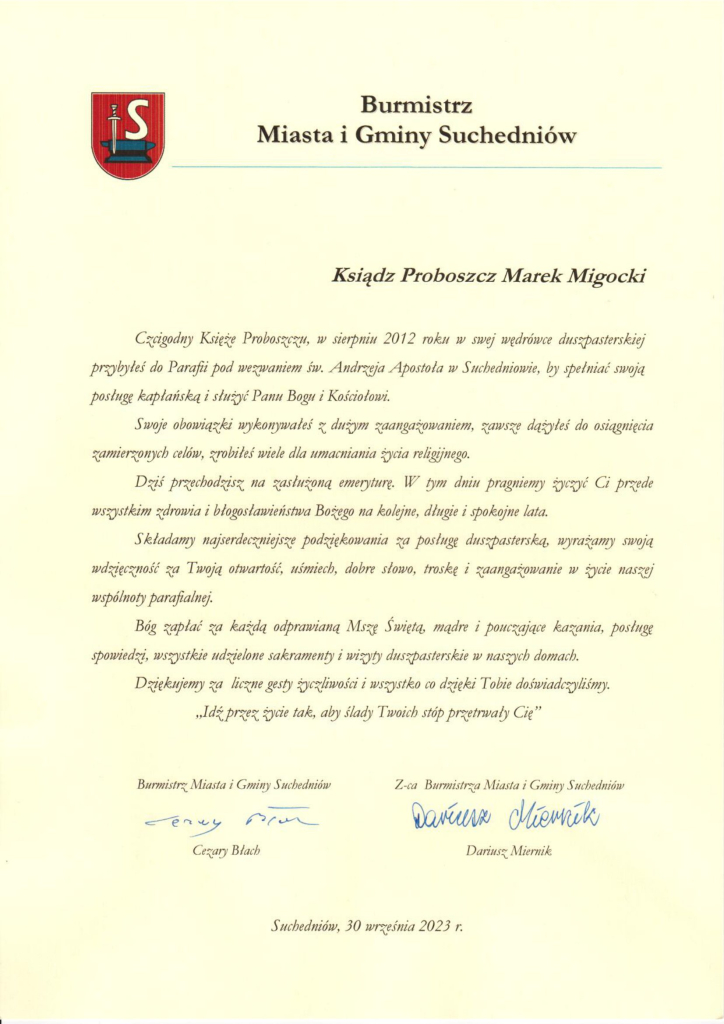 S
Burmistrz
Miasta i Gminy Suchedniów
Ksiądz Proboszcz Marek Migocki
Czcigodny Księże Proboszczu, w sierpniu 2012 roku w swej wędrówce duszpasterskiej
przybyłeś do Parafii pod wezwaniem św. Andrzeja Apostoła w Suchedniowie, by spełniać swoją
posługę kapłańską i służyć Panu Bogu i Kościołowi.
Swoje obowiązki wykonywałeś z dużym zaangażowaniem, zawsze dążyłeś do osiągnięcia
zamierzonych celów, zrobiłeś wiele dla umacniania życia religijnego.
Dziś przechodzisz na zasłużoną emeryturę. W tym dniu pragniemy życzyć Ci przede
wszystkim zdrowia i błogosławieństwa Bożego na kolejne, długie i spokojne lata.
Składamy najserdeczniejsze podziękowania za posługę duszpasterską, wyrażamy swoją
wdzięczność za Twoją otwartość, uśmiech, dobre słowo, troskę i zaangażowanie w życie naszej
wspólnoty parafialnej.
Bóg zapłać za każdą odprawianą Mszę Świętą, mądre i pouczające kazania, posługę
spowiedzi, wszystkie udzielone sakramenty i wizyty duszpasterskie w naszych domach.
Dziękujemy za liczne gesty życzliwości i wszystko co dzięki Tobie doświadczyliśmy.
„Idź przez życie tak, aby ślady Twoich stóp przetrwały Cię”
Burmistrz Miasta i Gminy Suchedniów Z-ca Burmistrza Miasta i Gminy Suchedniów
Cezary Błach Dariusz Miernik
Cezary Błach Dariusz Miernik
Suchedniów, 30 września 2023 r.